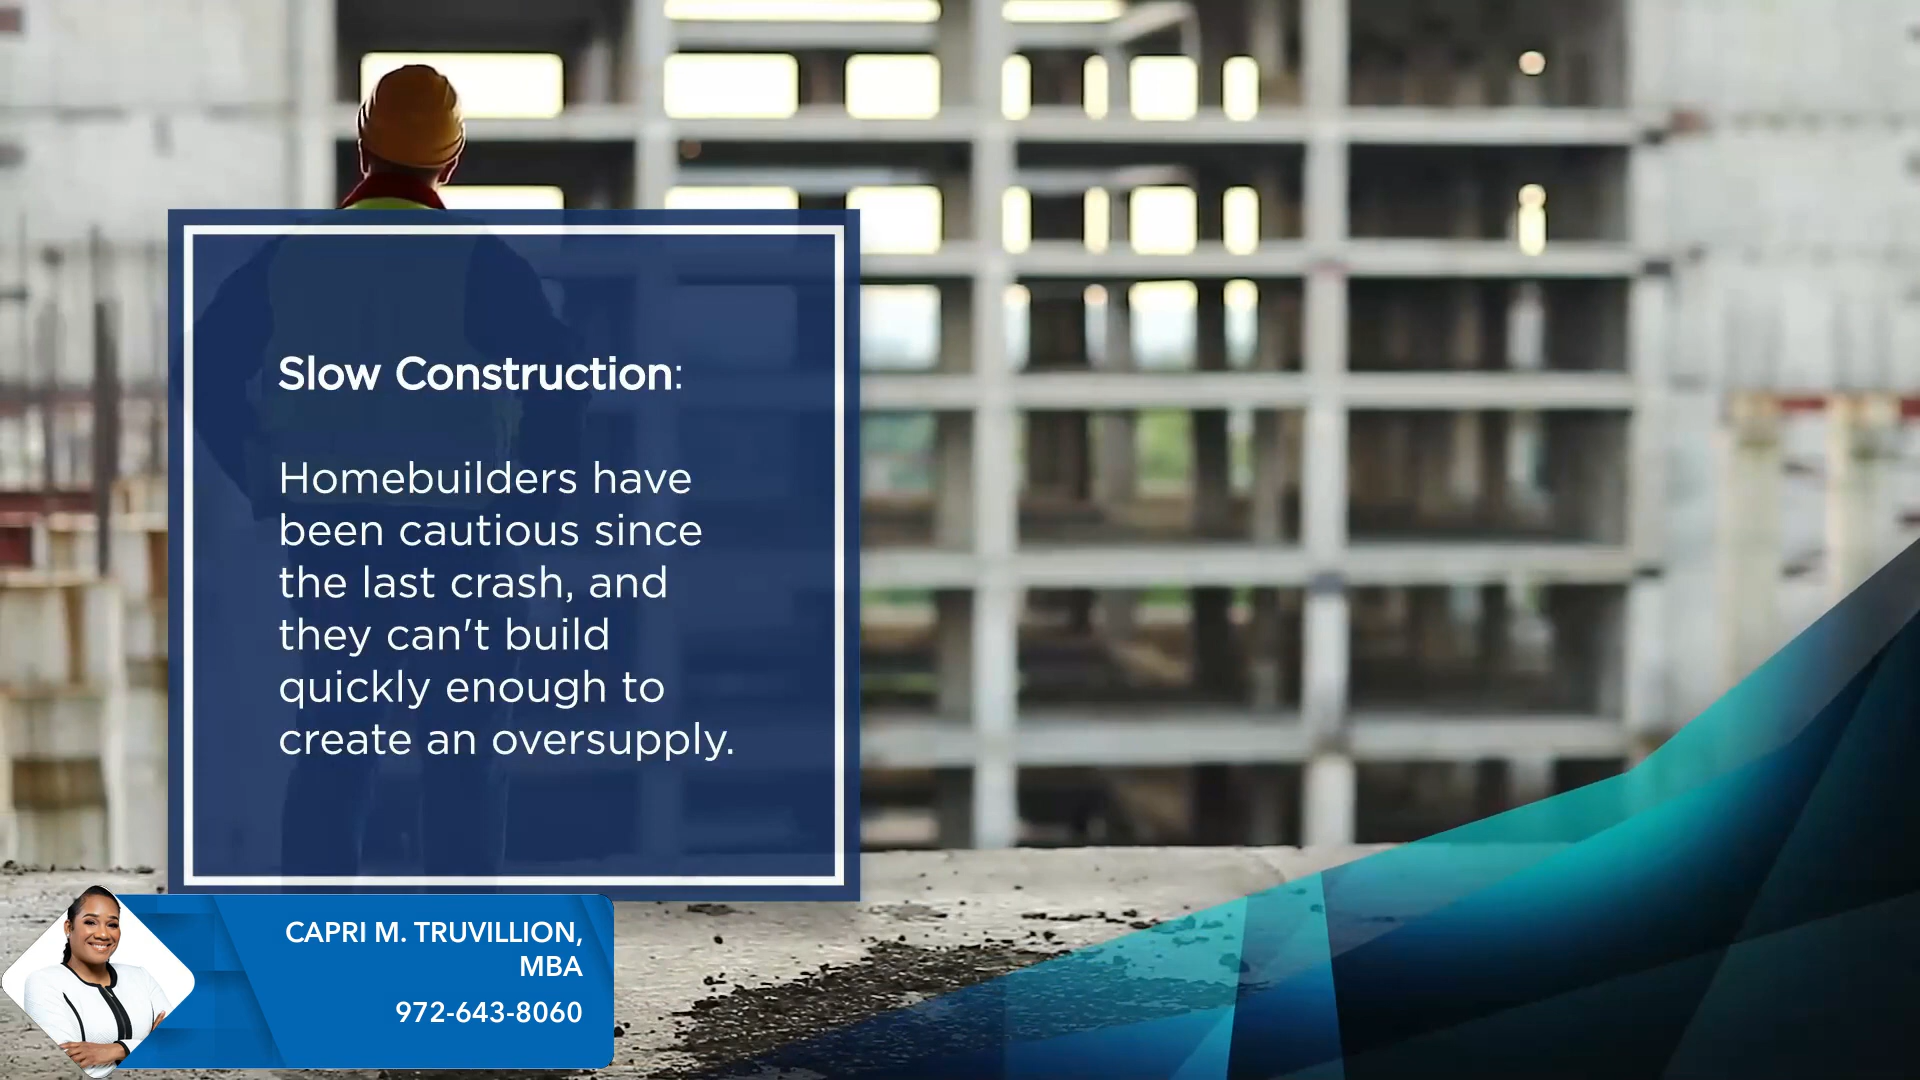 Slow Construction:
Homebuilders have
been cautious since
the last crash, and
they can't build
quickly enough to
create an oversupply.
CAPRI M. TRUVILLION,
MBA
972-643-8060